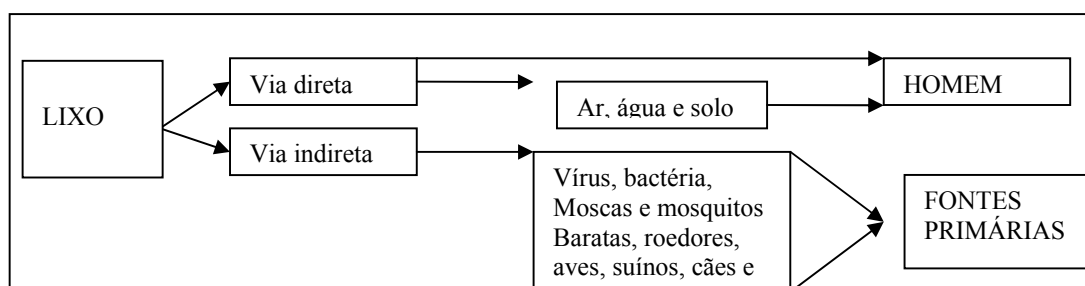 LIXO
Via direta
Via indireta
Ar, água e solo
HOMEM
Vírus, bactéria,
Moscas e mosquitos
Baratas, roedores,
aves, suínos, cães e
FONTES
PRIMÁRIAS